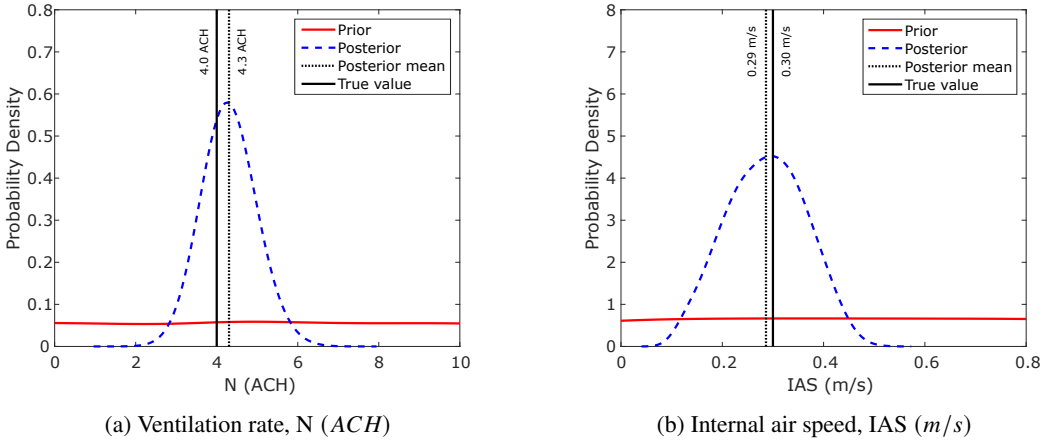 0.8
0.7
0.6
0.5
0.4
0.3
0.2
0.1
0
Probability Density
4.0 ACH
4.3 ACH
Prior
Posterior
Posterior mean
True value
0 2 4 6 8 10
N (ACH)
(a) Ventilation rate, N (ACH)
8
7
6
5
4
3
2
1
0
Probability Density
0.29 m/s
0.30 m/s
Prior
Posterior
Posterior mean
True value
0 0.2 0.4 0.6 0.8
IAS (m/s)
(b) Internal air speed, IAS (m/s)